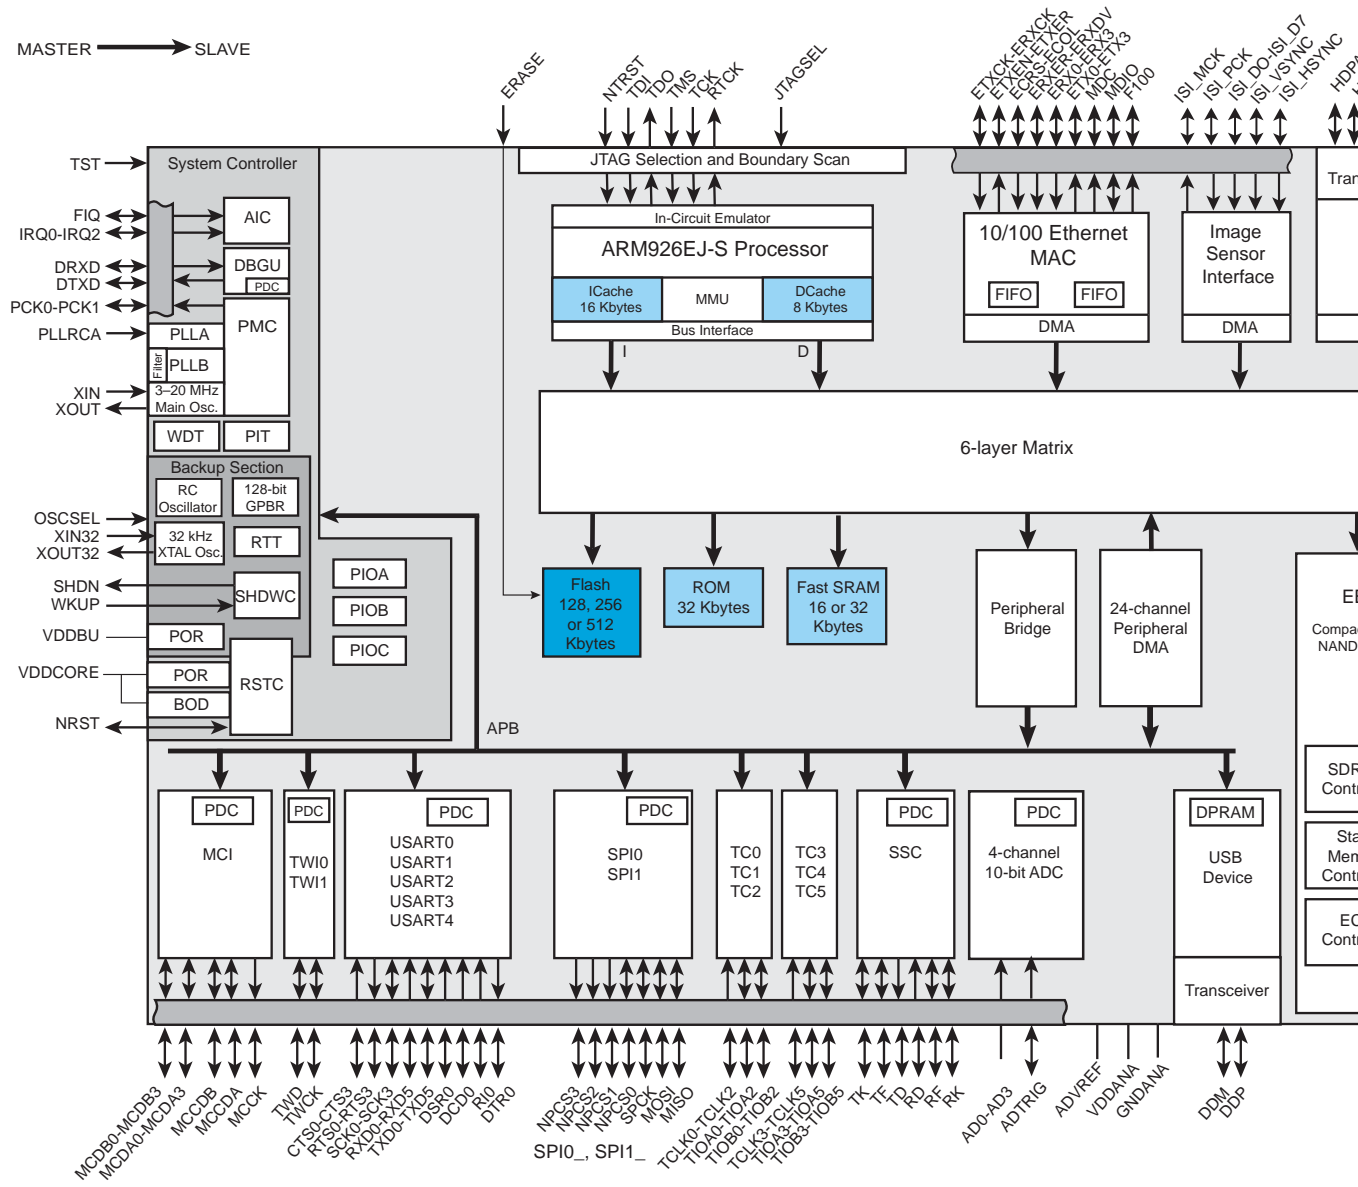 MASTER
SLAVE
ERASE
NTRST
TDI
TDO
TMS
TCK
RTCK
JTAGSEL
ETXCK-ERXCK
ETXEN-ETXER
ECRS-ECOL
ERXER-ERXDV
ERX0-ERX3
ETX0-ETX3
MDC
MDIO
F100
ISI_MCK
ISI_PCK
ISI_DO-ISI_D7
ISI_VSYNC
ISI_HSYNC
HDPA
TST
System Controller
JTAG Selection and Boundary Scan
Tran
FIQ
IRQ0-IRQ2
AIC
In-Circuit Emulator
ARM926EJ-S Processor
10/100 Ethernet
MAC
Image
Sensor
Interface
DRXD
DTXD
DBGU
PDC
ICache
16 Kbytes
MMU
DCache
8 Kbytes
FIFO
FIFO
PCK0-PCK1
PMC
Bus Interface
DMA
DMA
PLLRCA
PLLA
I
D
Filter
PLLB
XIN
XOUT
3–20 MHz
Main Osc.
WDT
PIT
6-layer Matrix
Backup Section
RC
Oscillator
128-bit
GPBR
OSCSEL
XIN32
XOUT32
32 kHz
XTAL Osc.
RTT
SHDN
WKUP
SHDWC
PIOA
PIOB
PIOC
Flash
128, 256
or 512
Kbytes
ROM
32 Kbytes
Fast SRAM
16 or 32
Kbytes
Peripheral
Bridge
24-channel
Peripheral
DMA
EB
Compac
NAND
VDDBU
POR
VDDCORE
POR
RSTC
BOD
NRST
APB
SDR
Contr
PDC
MCI
PDC
TWI0
TWI1
PDC
USART0
USART1
USART2
USART3
USART4
PDC
SPI0
SPI1
TC0
TC1
TC2
TC3
TC4
TC5
PDC
SSC
PDC
4-channel
10-bit ADC
DPRAM
USB
Device
Sta
Mem
Contr
EC
Contr
Transceiver
MCDB0-MCDB3
MCDA0-MCDA3
MCCDB
MCCDA
MCCK
TWD
TWCK
CTS0-CTS3
RTS0-RTS3
SCK0-SCK3
RXD0-RXD5
TXD0-TXD5
DSR0
DCD0
RI0
DTR0
NPCS3
NPCS2
NPCS1
NPCS0
SPCK
MOSI
MISO
SPI0_, SPI1_
TCLK0-TCLK2
TIOA0-TIOA2
TIOB0-TIOB2
TCLK3-TCLK5
TIOA3-TIOA5
TIOB3-TIOB5
TK
TF
TD
RD
RF
RK
AD0-AD3
ADTRIG
ADVREF
VDDANA
GNDANA
DDM
DDP